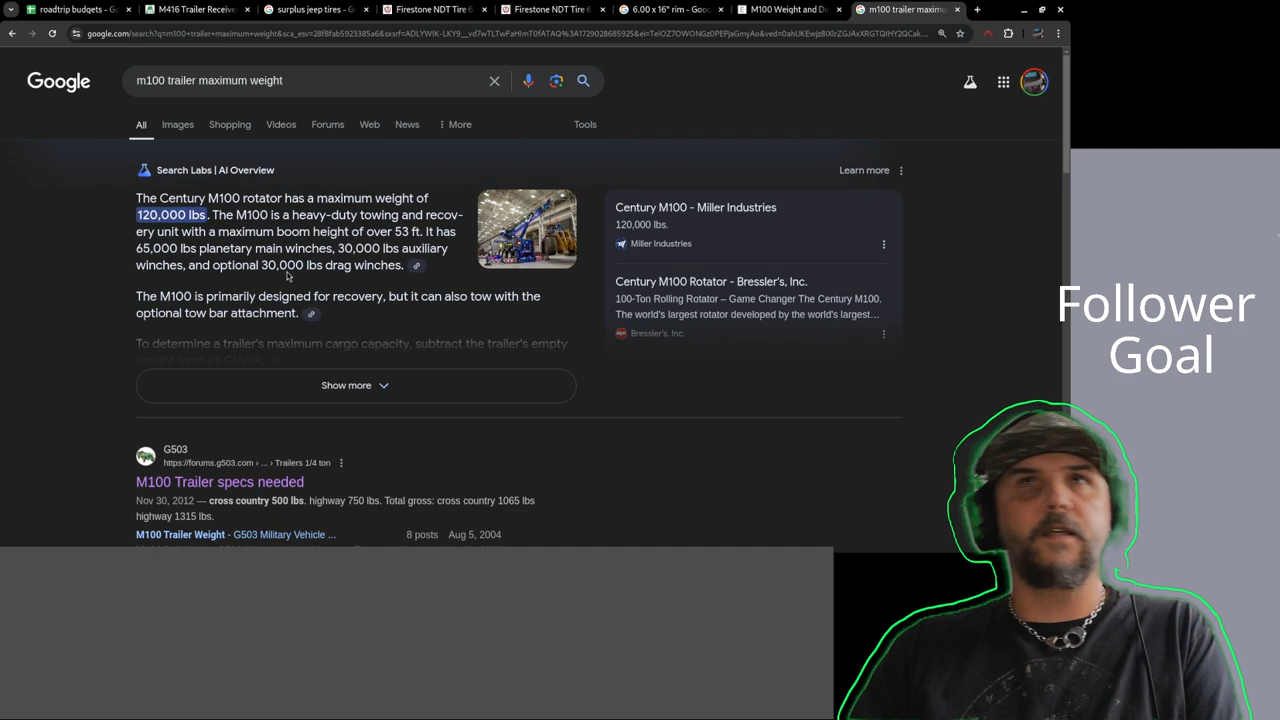 roadtrip budgets - Go
M416 Trailer Receive
surplus jeep tires - G
Firestone NDT Tire 6
Firestone NDT Tire 6
6.00 x 16" rim - Goog
M100 Weight and Di
m100 trailer maximu
Google
m100 trailer maximum weight
All
Images
Shopping
Videos
Forums
Web
News
More
Tools
Search Labs | AI Overview
Learn more
The Century M100 rotator has a maximum weight of
120,000 lbs. The M100 is a heavy-duty towing and recov-
ery unit with a maximum boom height of over 53 ft. It has
65,000 lbs planetary main winches, 30,000 lbs auxiliary
winches, and optional 30,000 lbs drag winches.
The M100 is primarily designed for recovery, but it can also tow with the
optional tow bar attachment.
To determine a trailer's maximum cargo capacity, subtract the trailer's empty
weight from its GVWR.
Show more
Century M100 - Miller Industries
120,000 lbs.
Miller Industries
Century M100 Rotator - Bressler's, Inc.
100-Ton Rolling Rotator – Game Changer The Century M100.
The world's largest rotator developed by the world's largest...
Bressler's, Inc.
G503
https://forums.g503.com › ... › Trailers 1/4 ton
M100 Trailer specs needed
Nov 30, 2012 — cross country 500 lbs. highway 750 lbs. Total gross: cross country 1065 lbs
highway 1315 lbs.
M100 Trailer Weight - G503 Military Vehicle ...
8 posts
Aug 5, 2004
Follower
Goal